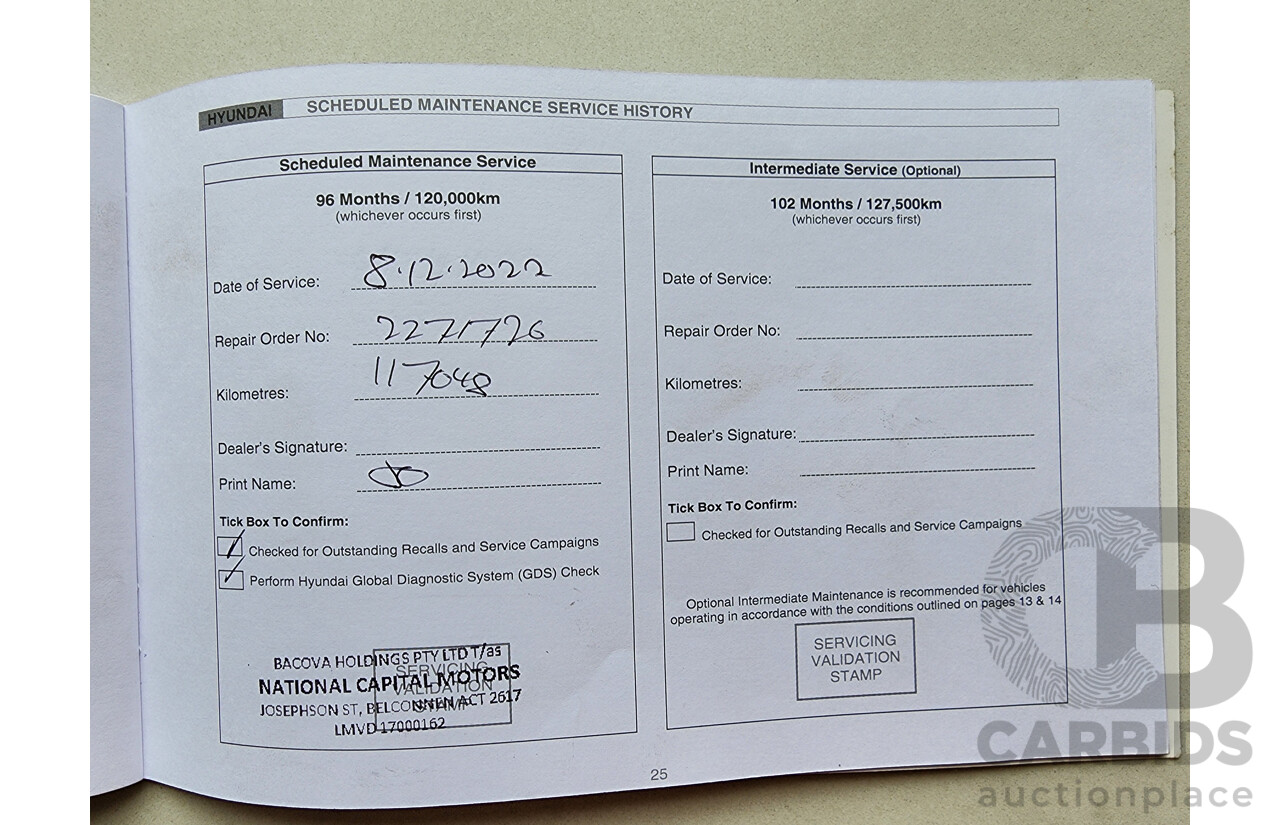 HYUNDAI SCHEDULED MAINTENANCE SERVICE HISTORY
Scheduled Maintenance Service
96 Months / 120,000km
(whichever occurs first)
Date of Service: 8.12.2022
Repair Order No: 2271726
Kilometres: 117048
Dealer's Signature:
Print Name:
Tick Box To Confirm:
Checked for Outstanding Recalls and Service Campaigns
Perform Hyundai Global Diagnostic System (GDS) Check
SERVICING
VALIDATION
STAMP
BACOVA HOLDINGS PTY LTD T/as
NATIONAL CAPITAL MOTORS
JOSEPHSON ST, BELCONNEN ACT 2617
LMVD 17000162
Intermediate Service (Optional)
102 Months / 127,500km
(whichever occurs first)
Date of Service:
Repair Order No:
Kilometres:
Dealer's Signature:
Print Name:
Tick Box To Confirm:
Checked for Outstanding Recalls and Service Campaigns
Optional Intermediate Maintenance is recommended for vehicles
operating in accordance with the conditions outlined on pages 13 & 14
SERVICING
VALIDATION
STAMP
25
CB
CARBIDS
auctionplace